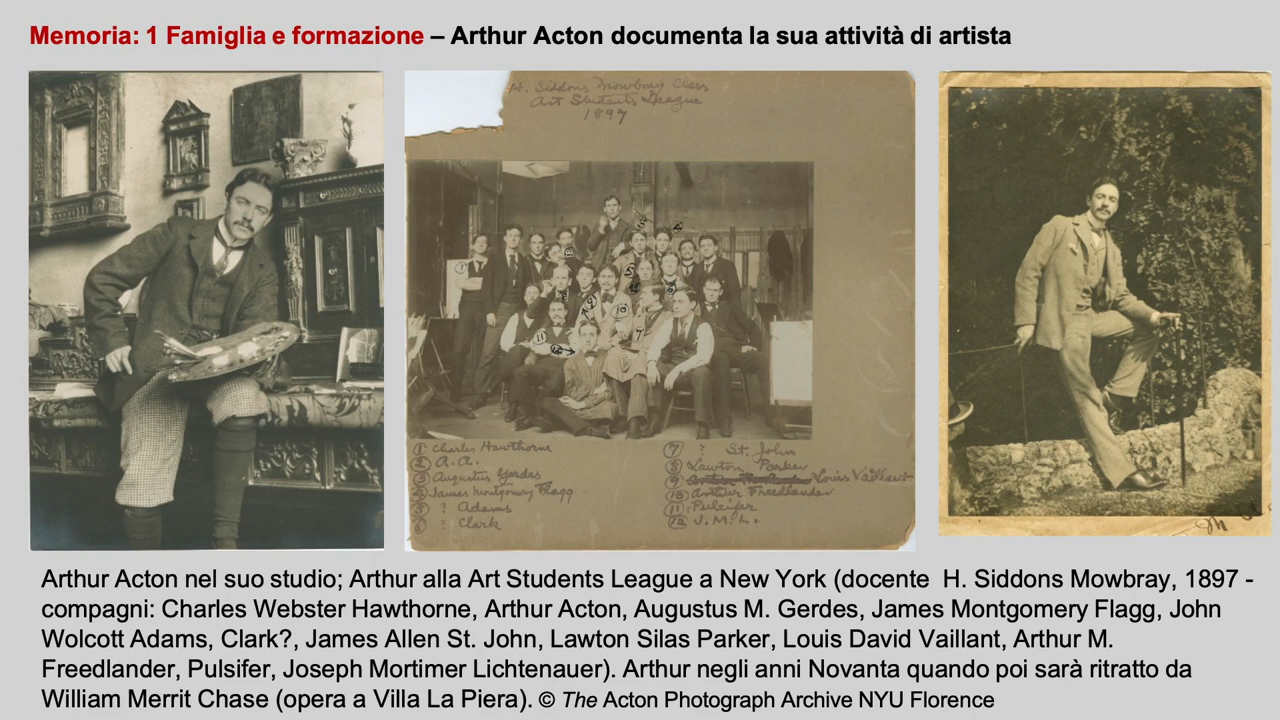 Memoria: 1 Famiglia e formazione – Arthur Acton documenta la sua attività di artista
H. Siddons Mowbray Class
Art Students League
1897
1 Charles Hawthorne
2 A.A.
3 Augustus Gerdes
4 James Montgomery Flagg
5 ? Adams
6 ? Clark
7 ? St. John
8 Lawton Parker
9 Louis Vaillant
10 Arthur Freedlander
11 Pulsifer
12 J.M.L.
Arthur Acton nel suo studio; Arthur alla Art Students League a New York (docente H. Siddons Mowbray, 1897 -
compagni: Charles Webster Hawthorne, Arthur Acton, Augustus M. Gerdes, James Montgomery Flagg, John
Wolcott Adams, Clark?, James Allen St. John, Lawton Silas Parker, Louis David Vaillant, Arthur M.
Freedlander, Pulsifer, Joseph Mortimer Lichtenauer). Arthur negli anni Novanta quando poi sarà ritratto da
William Merrit Chase (opera a Villa La Piera). © The Acton Photograph Archive NYU Florence